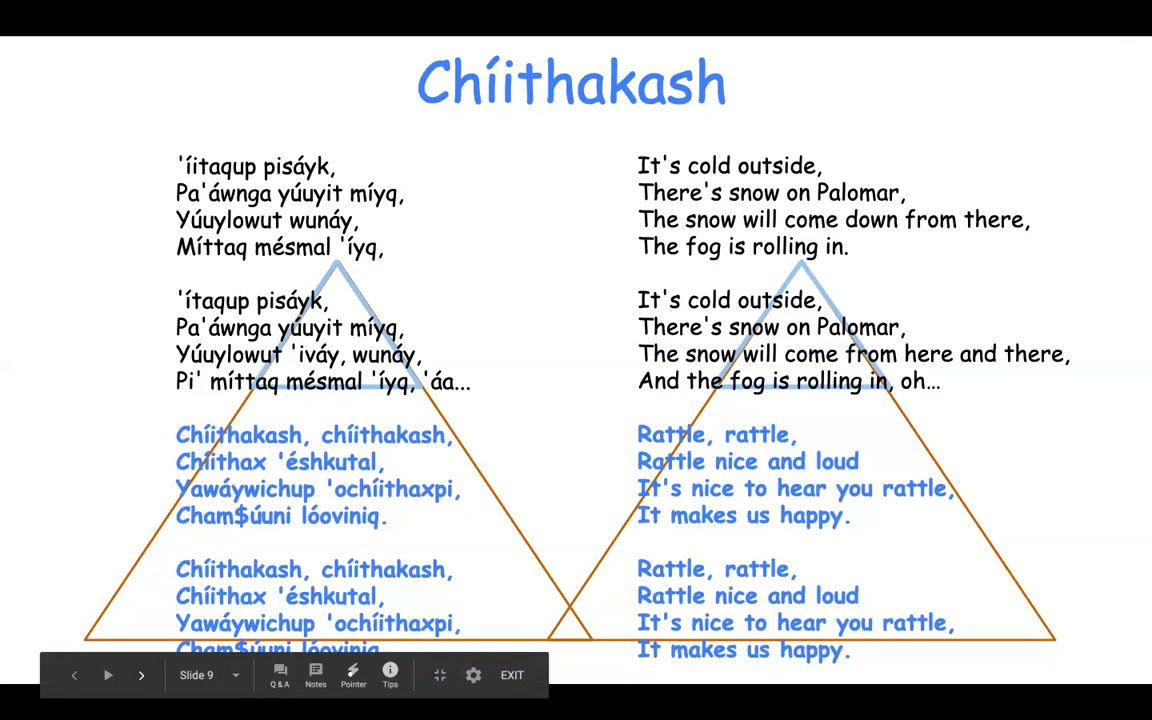 Chíithakash
'íitaqup pisáyk,
Pa'áwnga yúuyit míyq,
Yúuylowut wunáy,
Míttaq mésmal 'íyq,
'ítaqup pisáyk,
Pa'áwnga yúuyit míyq,
Yúuylowut 'iváy, wunáy,
Pi' míttaq mésmal 'íyq, 'áa...
Chíithakash, chíithakash,
Chíithax 'éshkutal,
Yawáywichup 'ochíithaxpi,
Cham$úuni lóoviniq.
Chíithakash, chíithakash,
Chíithax 'éshkutal,
Yawáywichup 'ochíithaxpi,
Cham$úuni lóoviniq.
It's cold outside,
There's snow on Palomar,
The snow will come down from there,
The fog is rolling in.
It's cold outside,
There's snow on Palomar,
The snow will come from here and there,
And the fog is rolling in, oh...
Rattle, rattle,
Rattle nice and loud
It's nice to hear you rattle,
It makes us happy.
Rattle, rattle,
Rattle nice and loud
It's nice to hear you rattle,
It makes us happy.
Slide 9
Q & A
Notes
Pointer
Tips
EXIT